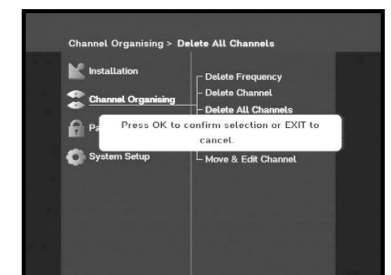 Channel Organising > Delete All Channels
Installation
Delete Frequency
Delete Channel
Channel Organising
Delete All Channels
Pa
Press OK to confirm selection or EXIT to
cancel.
System Setup
Move & Edit Channel